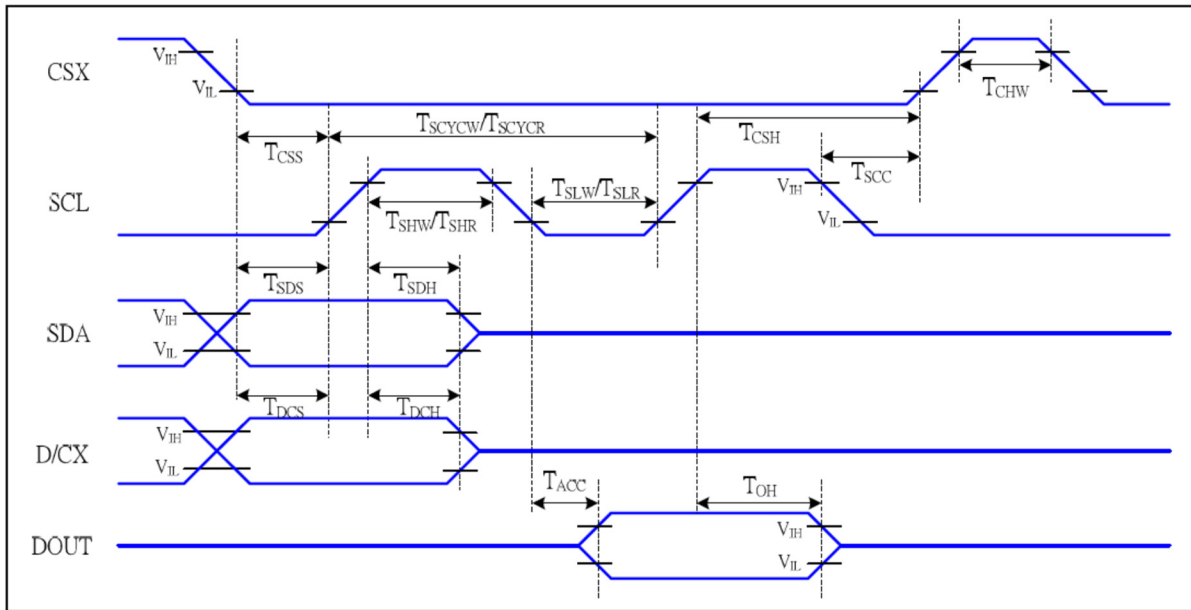 CSX
VIH
VIL
TCHW
TSCYCW/TSCYCR
TCSH
TCSS
TSCC
SCL
TSLW/TSLR
TSHW/TSHR
VIH
VIL
TSDS
TSDH
SDA
VIH
VIL
TDCS
TDCH
D/CX
VIH
VIL
TACC
TOH
DOUT
VIH
VIL